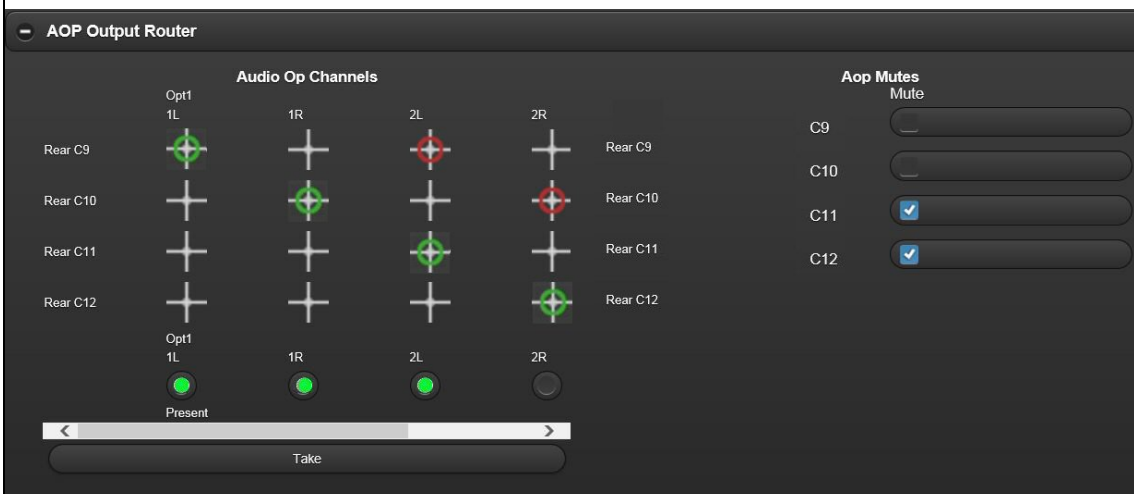 AOP Output Router
Audio Op Channels
Aop Mutes
Opt1
Mute
1L 1R 2L 2R
C9
Rear C9 Rear C9
C10
Rear C10 Rear C10
C11
Rear C11 Rear C11
C12
Rear C12 Rear C12
Opt1
1L 1R 2L 2R
Present
Take